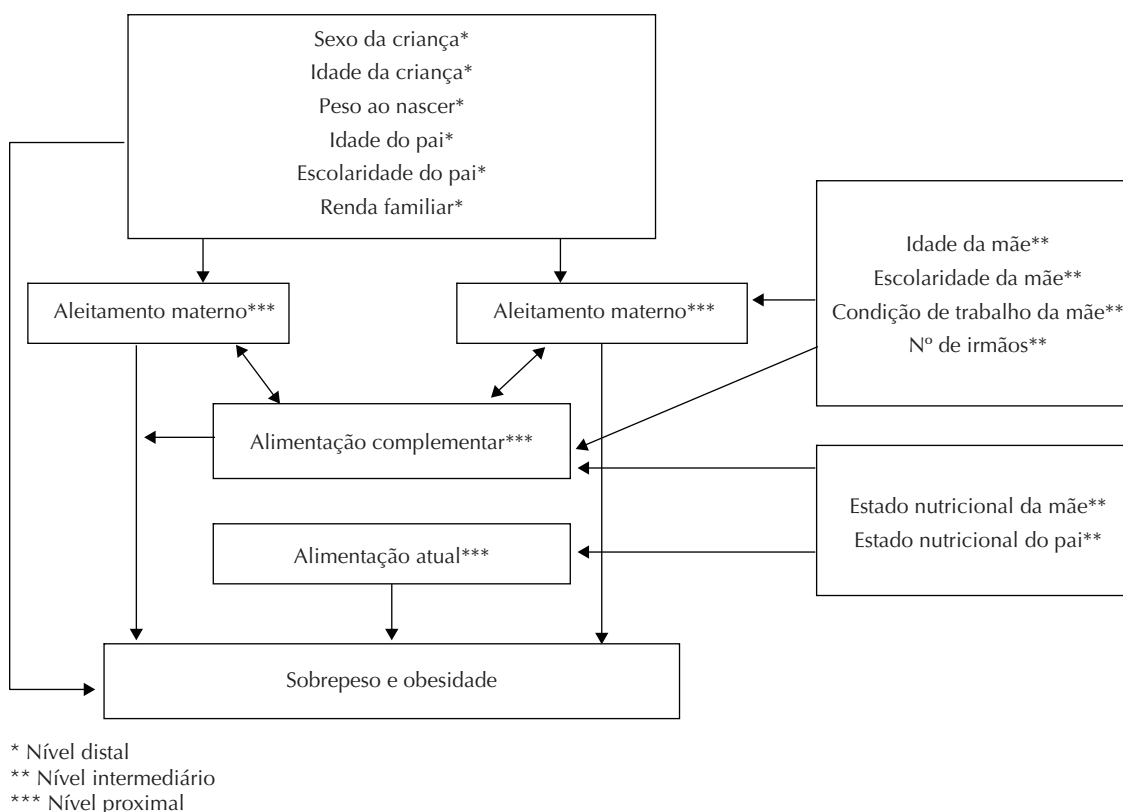 Sexo da criança*
Idade da criança*
Peso ao nascer*
Idade do pai*
Escolaridade do pai*
Renda familiar*
Aleitamento materno***
Aleitamento materno***
Idade da mãe**
Escolaridade da mãe**
Condição de trabalho da mãe**
Nº de irmãos**
Alimentação complementar***
Estado nutricional da mãe**
Estado nutricional do pai**
Alimentação atual***
Sobrepeso e obesidade
* Nível distal
** Nível intermediário
*** Nível proximal